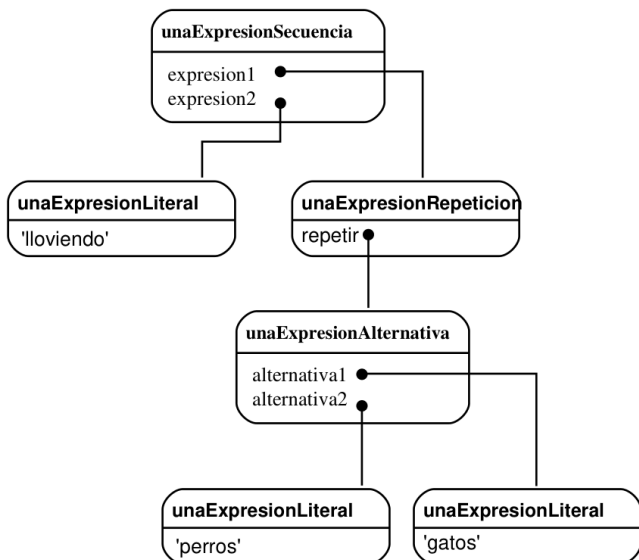 unaExpresionSecuencia
expresion1
expresion2
unaExpresionLiteral
'lloviendo'
unaExpresionRepeticion
repetir
unaExpresionAlternativa
alternativa1
alternativa2
unaExpresionLiteral
'perros'
unaExpresionLiteral
'gatos'